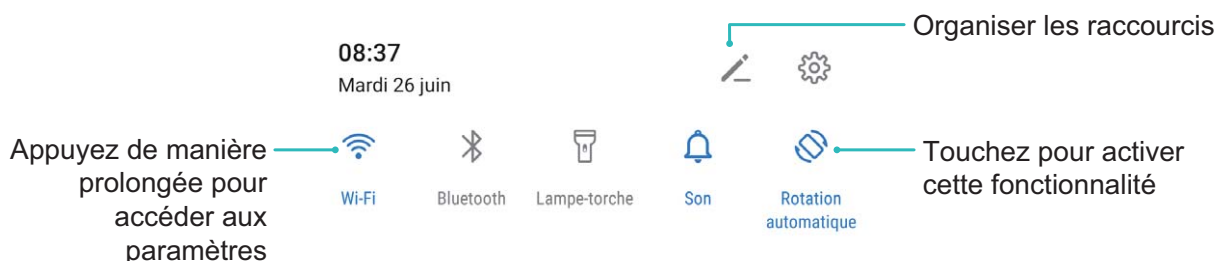 Organiser les raccourcis
08:37
Mardi 26 juin
Appuyez de manière
prolongée pour
accéder aux
paramètres
Touchez pour activer
cette fonctionnalité
Wi-Fi
Bluetooth
Lampe-torche
Son
Rotation
automatique